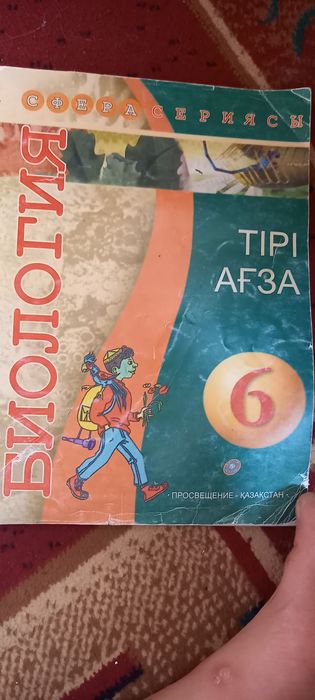 СФЕРА СЕРИЯСЫ
БИОЛОГИЯ
ТІРІ
АҒЗА
6
· ПРОСВЕЩЕНИЕ - ҚАЗАҚСТАН ·